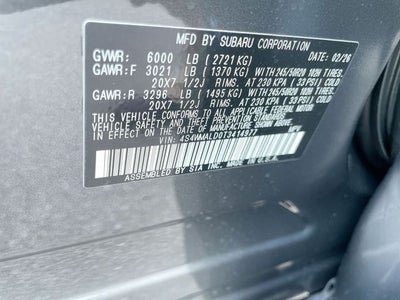 MFD. BY SUBARU CORPORATION 02/26
GVWR: 6000 LB (2721 KG)
GAWR:F 3021 LB (1370 KG) WITH 245/50R20 102H TIRES,
20X7 1/2J RIMS, AT 230 KPA (33 PSI) COLD
GAWR:R 3296 LB (1495 KG) WITH 245/50R20 102H TIRES,
20X7 1/2J RIMS, AT 230 KPA (33 PSI) COLD
THIS VEHICLE CONFORMS TO ALL APPLICABLE FEDERAL MOTOR
VEHICLE SAFETY AND THEFT PREVENTION STANDARDS
IN EFFECT ON THE DATE OF MANUFACTURE SHOWN ABOVE.
VIN: MPV
ASSEMBLED BY SIA INC. MADE IN U.S.A.